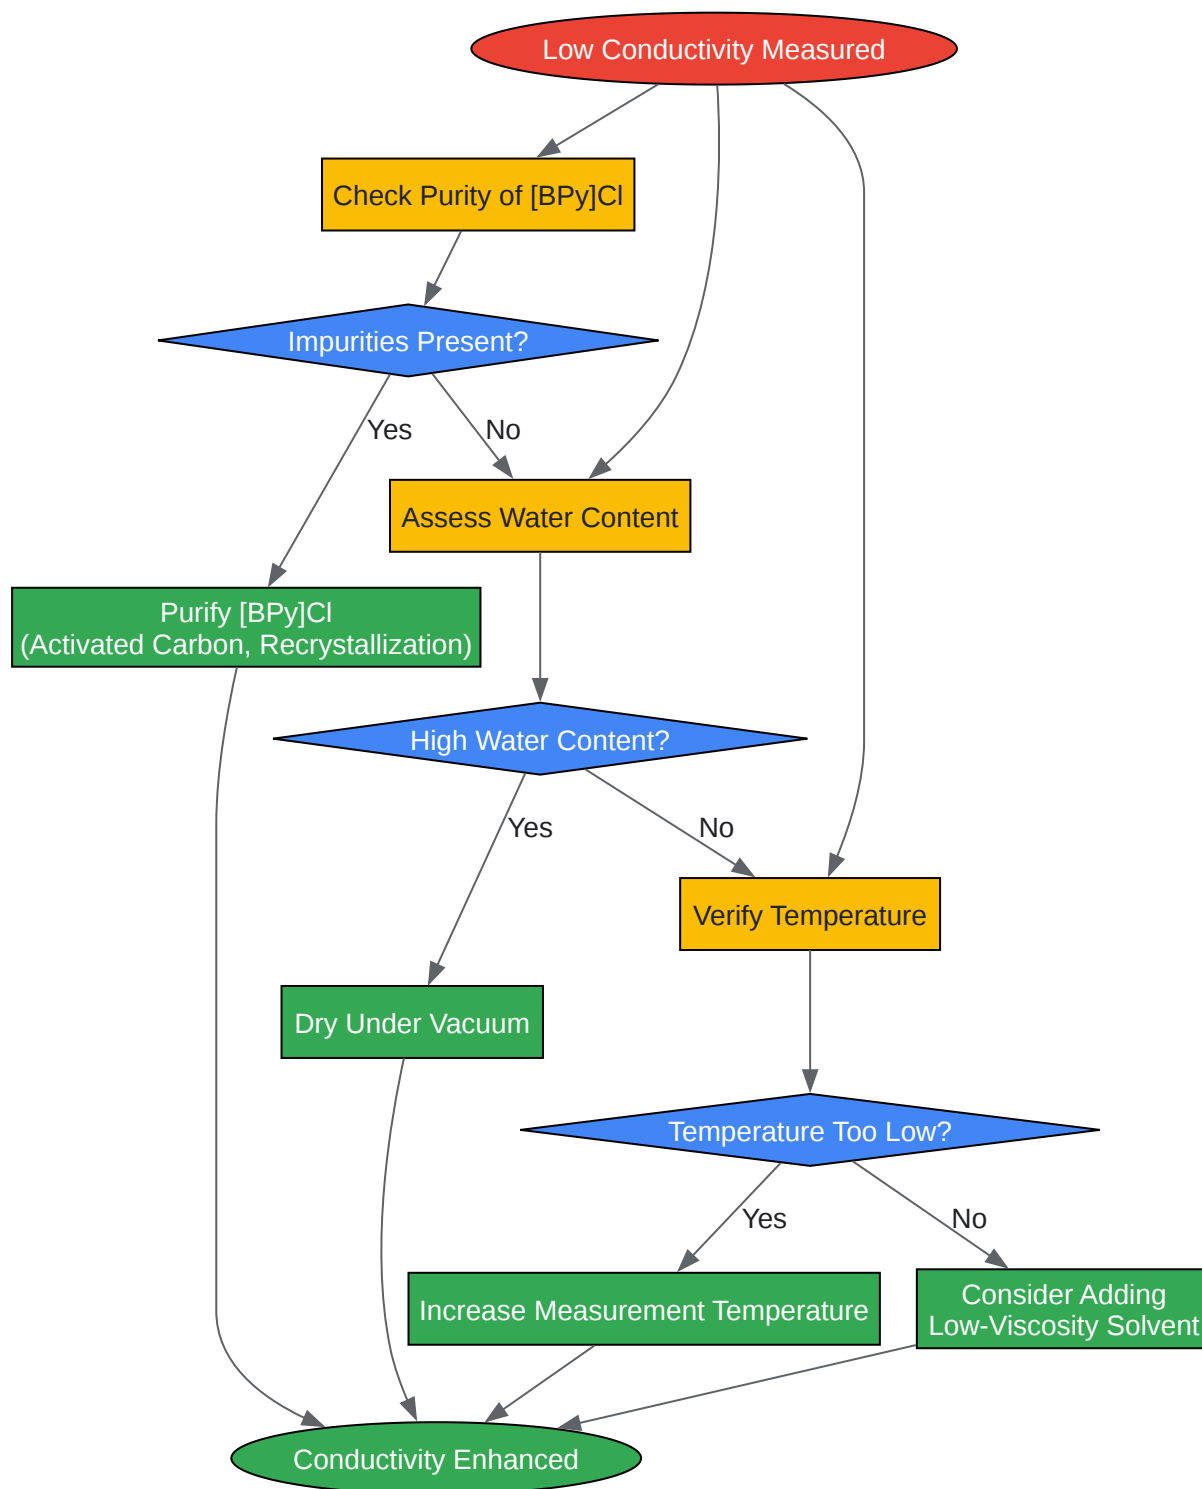 Low Conductivity Measured
Check Purity of [BPy]Cl
Impurities Present?
Yes
No
Assess Water Content
Purify [BPy]Cl
(Activated Carbon, Recrystallization)
High Water Content?
Yes
No
Verify Temperature
Dry Under Vacuum
Temperature Too Low?
Yes
No
Increase Measurement Temperature
Consider Adding
Low-Viscosity Solvent
Conductivity Enhanced